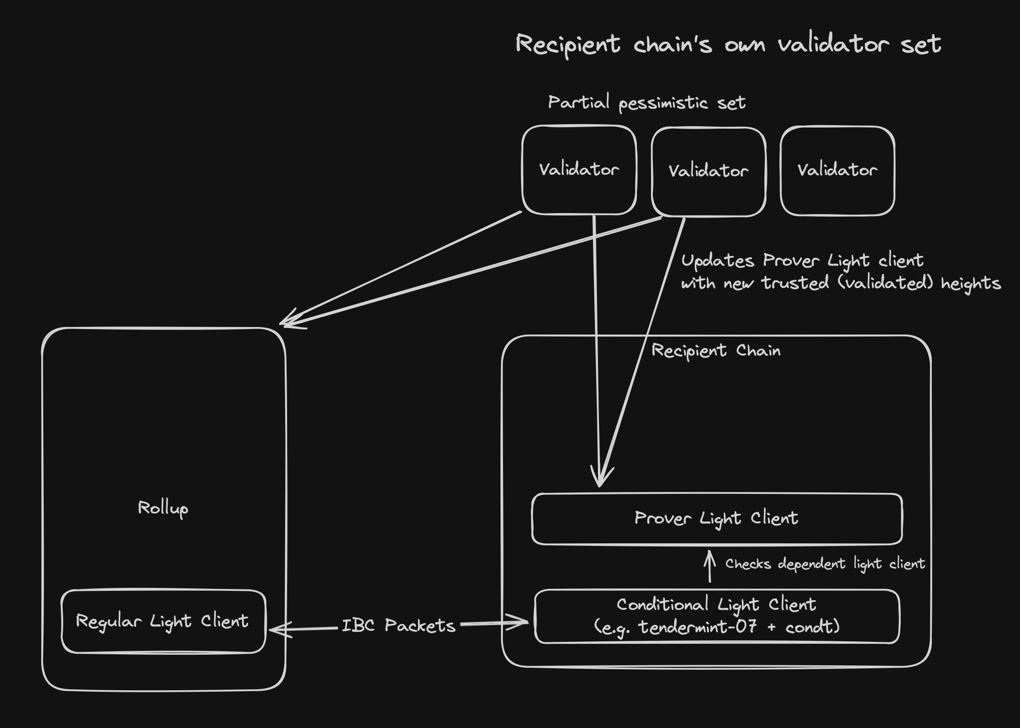 Recipient chain's own validator set
Partial pessimistic set
Validator
Validator
Validator
Updates Prover Light client
with new trusted (validated) heights
Recipient Chain
Rollup
Prover Light Client
Checks dependent light client
Conditional Light Client
(e.g. tendermint-07 + condt)
Regular Light Client
IBC Packets